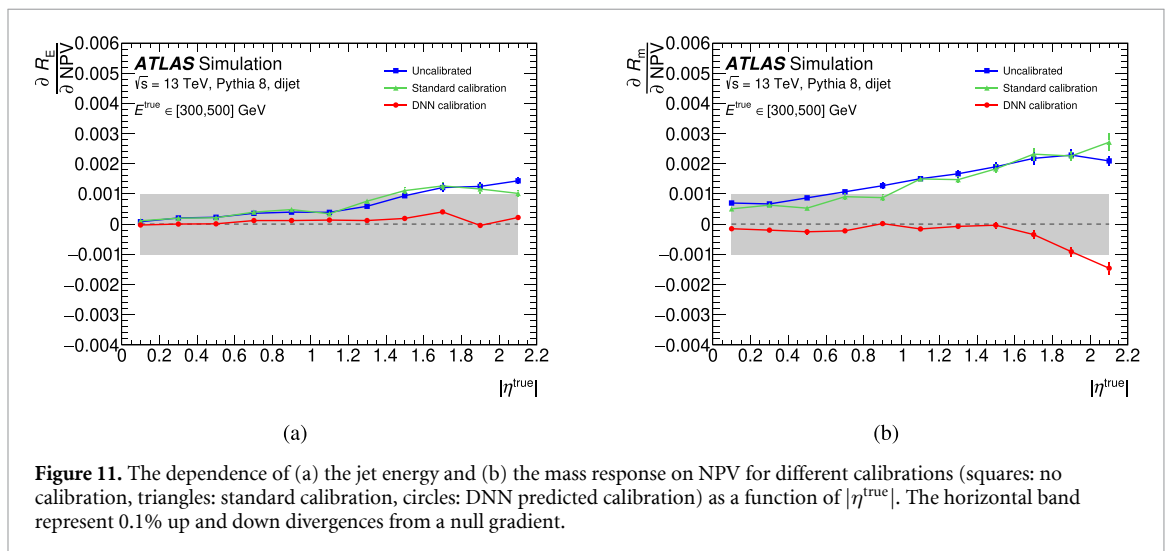 ∂ R_E
∂ NPV
0.006
0.005
0.004
0.003
0.002
0.001
0
−0.001
−0.002
−0.003
−0.004
ATLAS Simulation
√s = 13 TeV, Pythia 8, dijet
E^true ∈ [300,500] GeV
Uncalibrated
Standard calibration
DNN calibration
0 0.2 0.4 0.6 0.8 1 1.2 1.4 1.6 1.8 2 2.2
|η^true|
(a)
∂ R_m
∂ NPV
0.006
0.005
0.004
0.003
0.002
0.001
0
−0.001
−0.002
−0.003
−0.004
ATLAS Simulation
√s = 13 TeV, Pythia 8, dijet
E^true ∈ [300,500] GeV
Uncalibrated
Standard calibration
DNN calibration
0 0.2 0.4 0.6 0.8 1 1.2 1.4 1.6 1.8 2 2.2
|η^true|
(b)
Figure 11. The dependence of (a) the jet energy and (b) the mass response on NPV for different calibrations (squares: no
calibration, triangles: standard calibration, circles: DNN predicted calibration) as a function of |η^true|. The horizontal band
represent 0.1% up and down divergences from a null gradient.